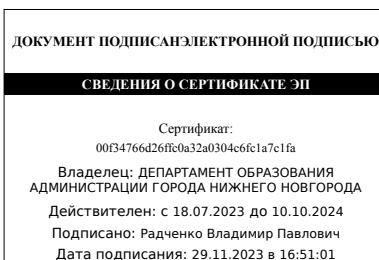 ДОКУМЕНТ ПОДПИСАНЭЛЕКТРОННОЙ ПОДПИСЬЮ
СВЕДЕНИЯ О СЕРТИФИКАТЕ ЭП
Сертификат:
00f34766d26ffc0a32a0304c6fc1a7c1fa
Владелец: ДЕПАРТАМЕНТ ОБРАЗОВАНИЯ
АДМИНИСТРАЦИИ ГОРОДА НИЖНЕГО НОВГОРОДА
Действителен: с 18.07.2023 до 10.10.2024
Подписано: Радченко Владимир Павлович
Дата подписания: 29.11.2023 в 16:51:01